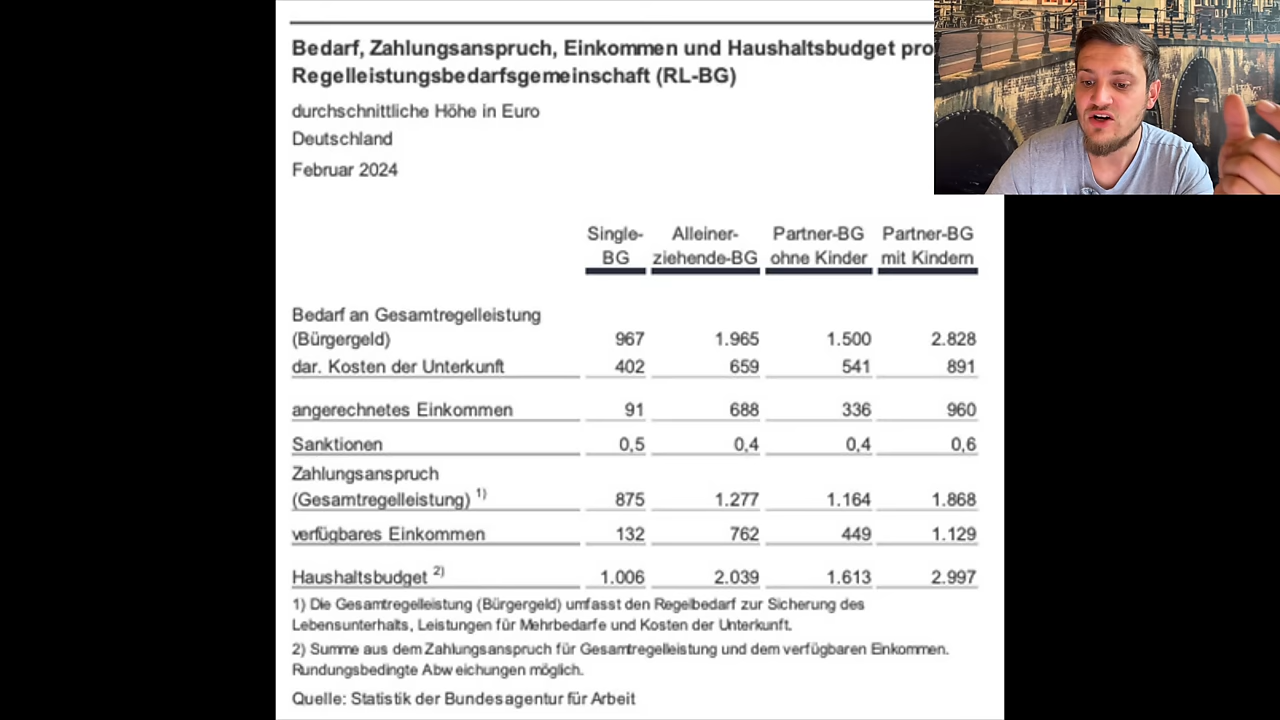 Bedarf, Zahlungsanspruch, Einkommen und Haushaltsbudget pro
Regelleistungsbedarfsgemeinschaft (RL-BG)
durchschnittliche Höhe in Euro
Deutschland
Februar 2024
Single-BG Alleinerziehende-BG Partner-BG ohne Kinder Partner-BG mit Kindern
Bedarf an Gesamtregelleistung
(Bürgergeld) 967 1.965 1.500 2.828
dar. Kosten der Unterkunft 402 659 541 891
angerechnetes Einkommen 91 688 336 960
Sanktionen 0,5 0,4 0,4 0,6
Zahlungsanspruch
(Gesamtregelleistung) 1) 875 1.277 1.164 1.868
verfügbares Einkommen 132 762 449 1.129
Haushaltsbudget 2) 1.006 2.039 1.613 2.997
1) Die Gesamtregelleistung (Bürgergeld) umfasst den Regelbedarf zur Sicherung des
Lebensunterhalts, Leistungen für Mehrbedarfe und Kosten der Unterkunft.
2) Summe aus dem Zahlungsanspruch für Gesamtregelleistung und dem verfügbaren Einkommen.
Rundungsbedingte Abweichungen möglich.
Quelle: Statistik der Bundesagentur für Arbeit